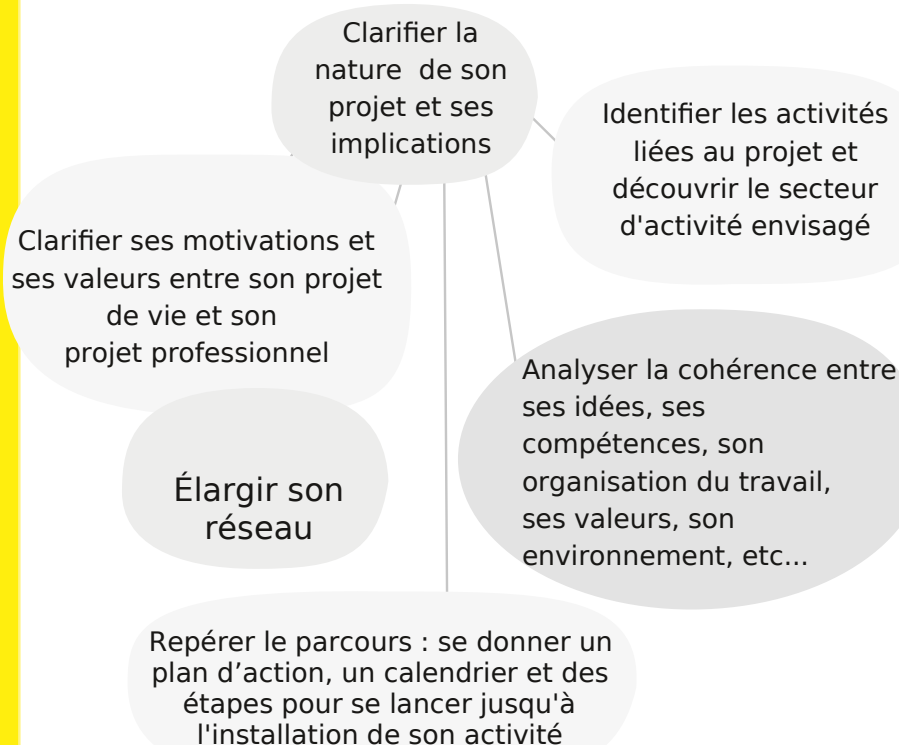 Clarifier la
nature  de son
projet et ses
implications
Identifier les activités
liées au projet et
découvrir le secteur
d'activité envisagé
Clarifier ses motivations et
ses valeurs entre son projet
de vie et son
projet professionnel
Analyser la cohérence entre
ses idées, ses
compétences, son
organisation du travail,
ses valeurs, son
environnement, etc...
Élargir son
réseau
Repérer le parcours : se donner un
plan d’action, un calendrier et des
étapes pour se lancer jusqu'à
l'installation de son activité